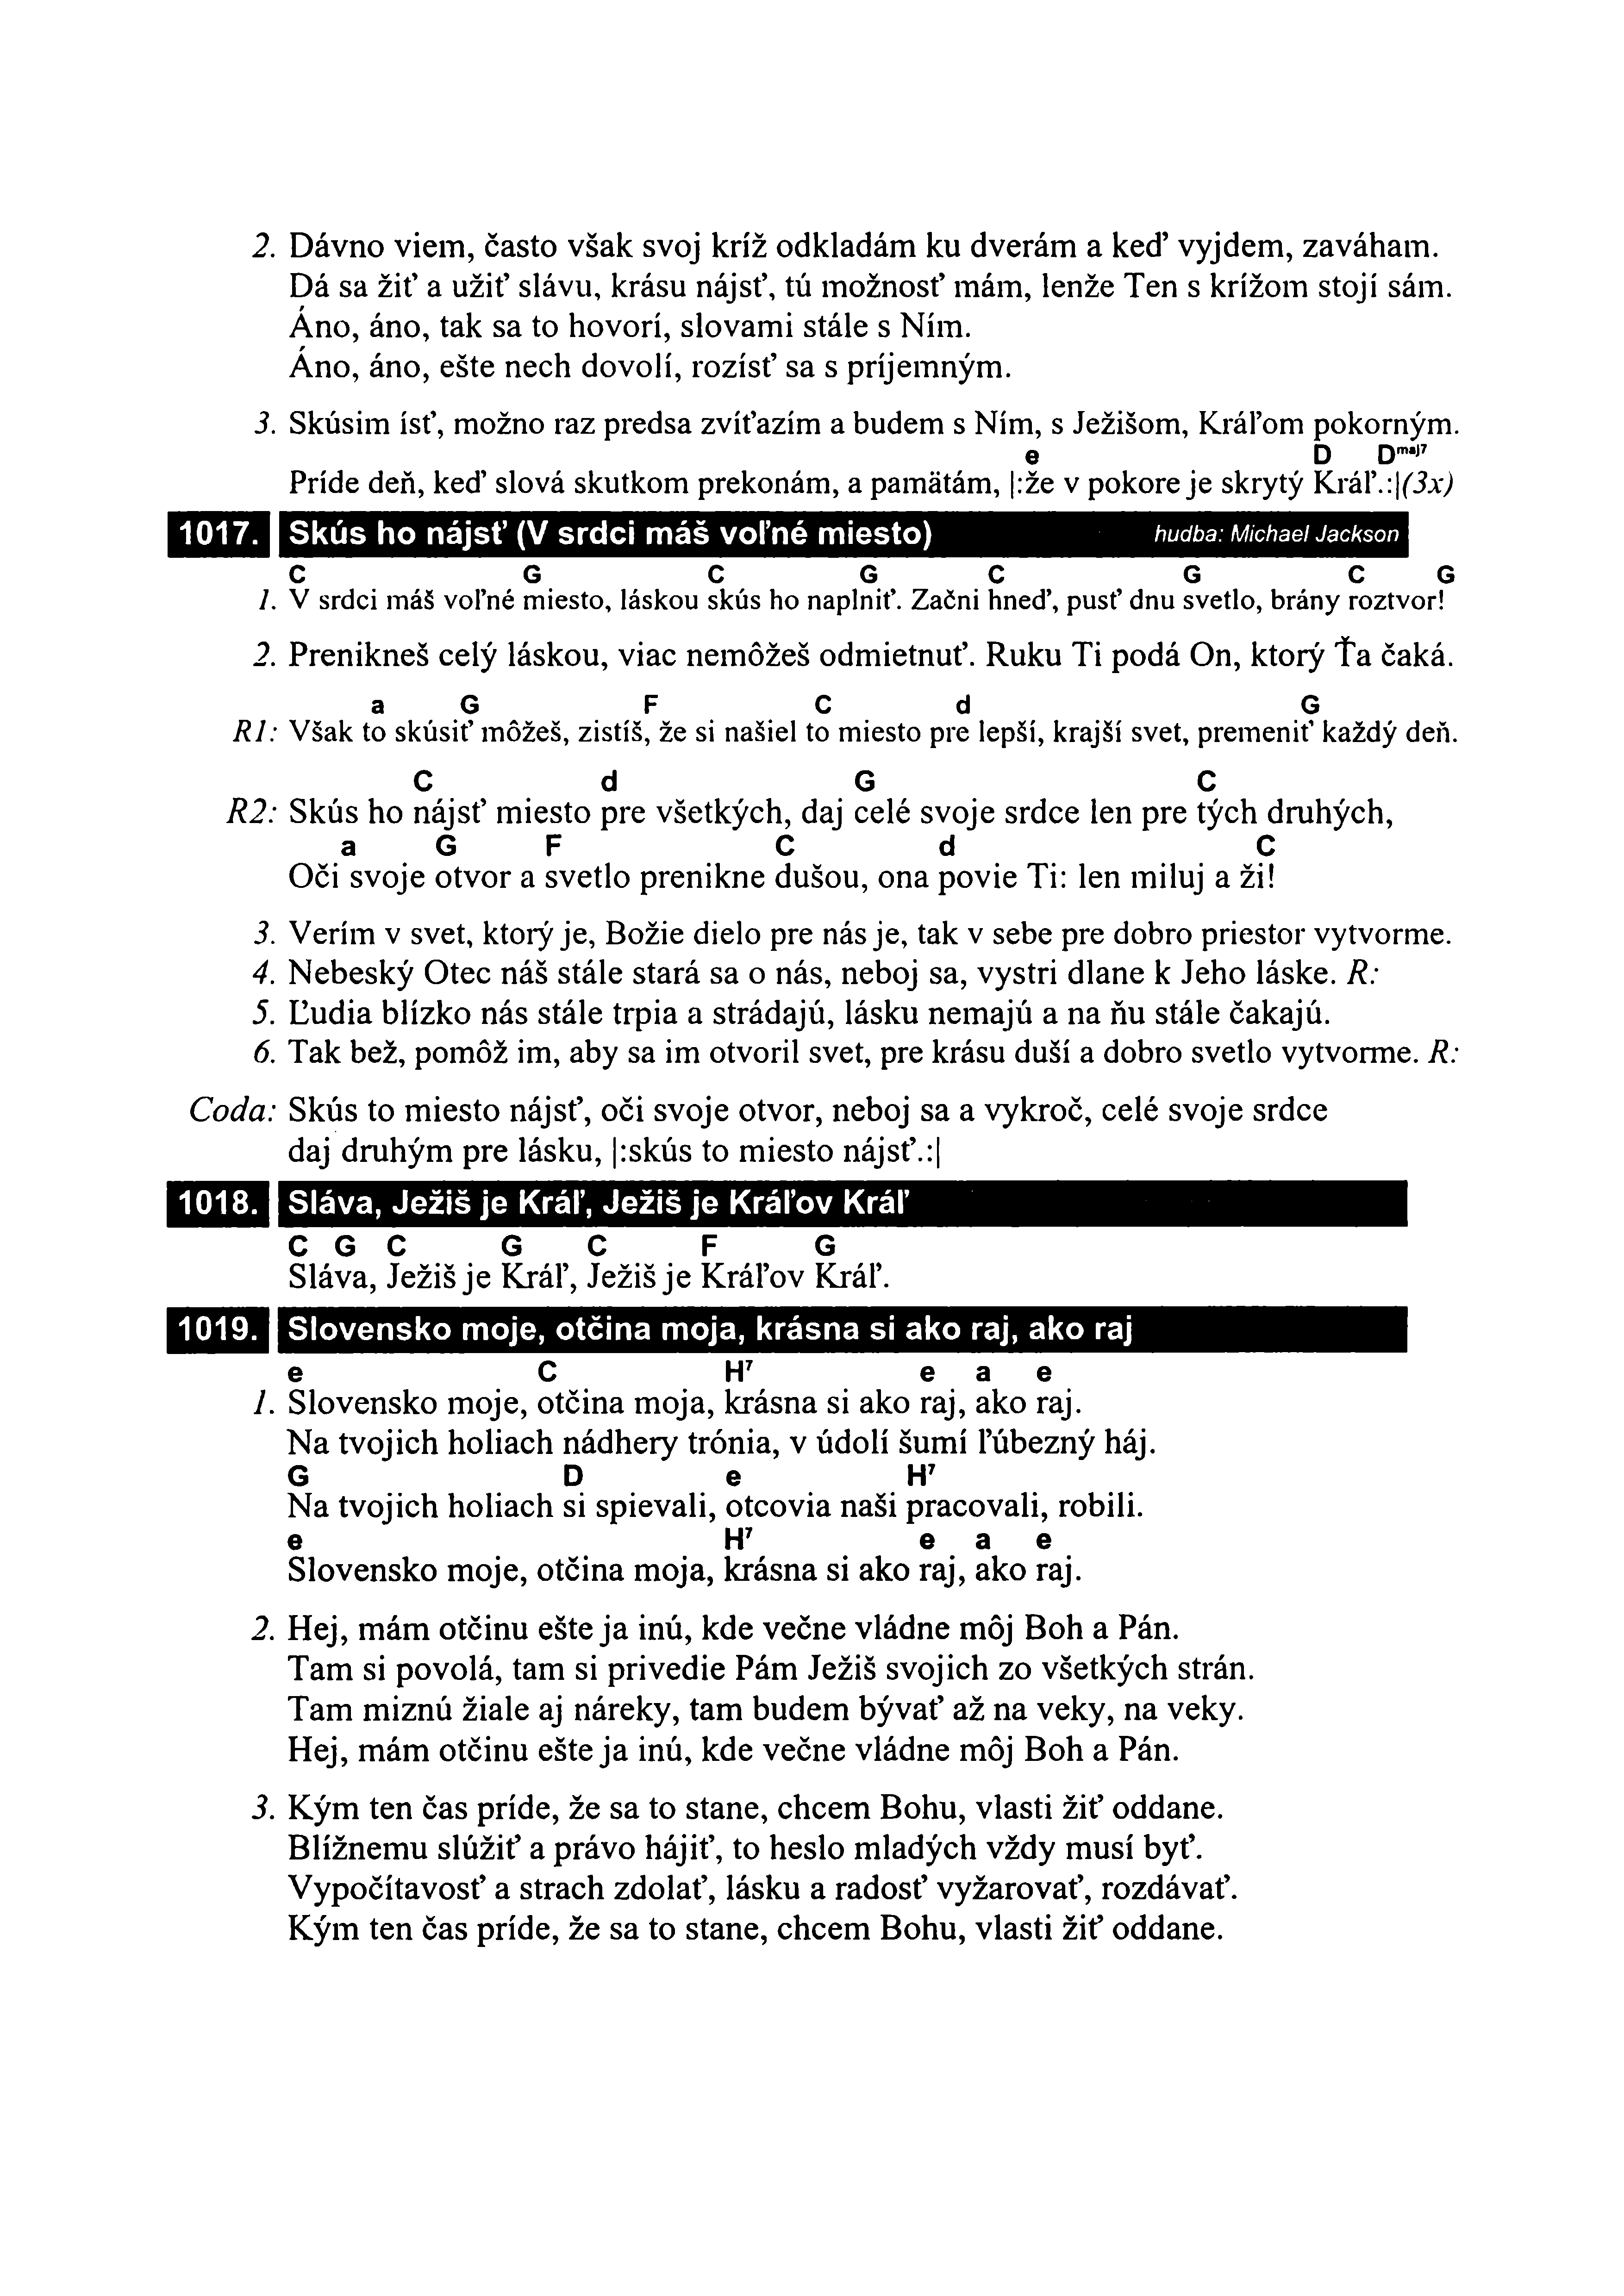 2. Dávno viem, často však svoj kríž odkladám ku dverám a keď vyjdem, zaváham.
Dá sa žiť a užiť slávu, krásu nájsť, tú možnosť mám, lenže Ten s krížom stojí sám.
Áno, áno, tak sa to hovorí, slovami stále s Ním.
Áno, áno, ešte nech dovolí, rozísť sa s príjemným.
3. Skúsim ísť, možno raz predsa zvíťazím a budem s Ním, s Ježišom, Kráľom pokorným.
e D Dmaj7
Príde deň, keď slová skutkom prekonám, a pamätám, |:že v pokore je skrytý Kráľ.:|(3x)
1017. Skús ho nájsť (V srdci máš voľné miesto) hudba: Michael Jackson
C G C G C G C G
1. V srdci máš voľné miesto, láskou skús ho naplniť. Začni hneď, pusť dnu svetlo, brány roztvor!
2. Prenikneš celý láskou, viac nemôžeš odmietnuť. Ruku Ti podá On, ktorý Ťa čaká.
a G F C d G
R1: Však to skúsiť môžeš, zistíš, že si našiel to miesto pre lepší, krajší svet, premeniť každý deň.
C d G C
R2: Skús ho nájsť miesto pre všetkých, daj celé svoje srdce len pre tých druhých,
a G F C d C
Oči svoje otvor a svetlo prenikne dušou, ona povie Ti: len miluj a ži!
3. Verím v svet, ktorý je, Božie dielo pre nás je, tak v sebe pre dobro priestor vytvorme.
4. Nebeský Otec náš stále stará sa o nás, neboj sa, vystri dlane k Jeho láske. R:
5. Ľudia blízko nás stále trpia a strádajú, lásku nemajú a na ňu stále čakajú.
6. Tak bež, pomôž im, aby sa im otvoril svet, pre krásu duší a dobro svetlo vytvorme. R:
Coda: Skús to miesto nájsť, oči svoje otvor, neboj sa a vykroč, celé svoje srdce
daj druhým pre lásku, |:skús to miesto nájsť.:|
1018. Sláva, Ježiš je Kráľ, Ježiš je Kráľov Kráľ
C G C G C F G
Sláva, Ježiš je Kráľ, Ježiš je Kráľov Kráľ.
1019. Slovensko moje, otčina moja, krásna si ako raj, ako raj
e C H7 e a e
1. Slovensko moje, otčina moja, krásna si ako raj, ako raj.
Na tvojich holiach nádhery trónia, v údolí šumí ľúbezný háj.
G D e H7
Na tvojich holiach si spievali, otcovia naši pracovali, robili.
e H7 e a e
Slovensko moje, otčina moja, krásna si ako raj, ako raj.
2. Hej, mám otčinu ešte ja inú, kde večne vládne môj Boh a Pán.
Tam si povolá, tam si privedie Pám Ježiš svojich zo všetkých strán.
Tam miznú žiale aj náreky, tam budem bývať až na veky, na veky.
Hej, mám otčinu ešte ja inú, kde večne vládne môj Boh a Pán.
3. Kým ten čas príde, že sa to stane, chcem Bohu, vlasti žiť oddane.
Blížnemu slúžiť a právo hájiť, to heslo mladých vždy musí byť.
Vypočítavosť a strach zdolať, lásku a radosť vyžarovať, rozdávať.
Kým ten čas príde, že sa to stane, chcem Bohu, vlasti žiť oddane.